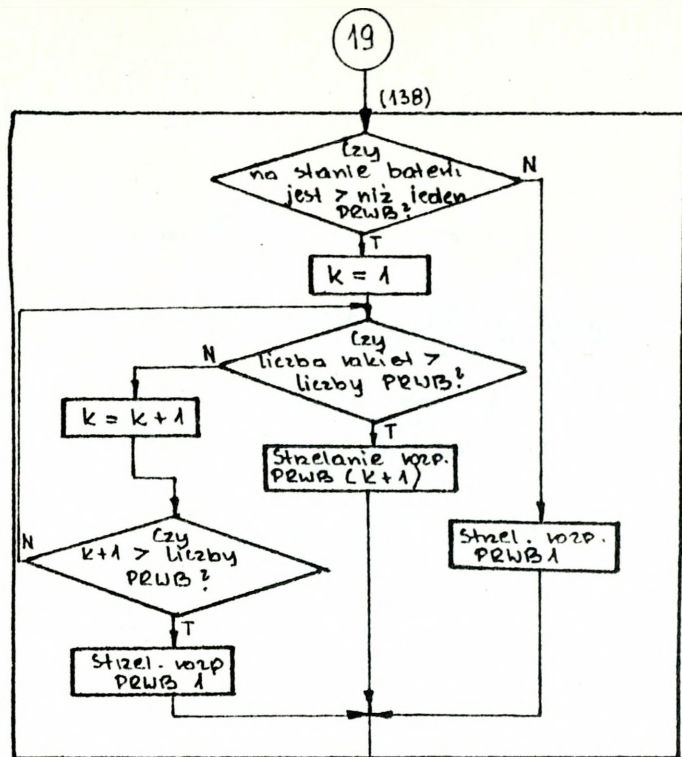 19
(138)
Czy
na stanie baterii
jest > niż jeden
PRWB?
N
T
k = 1
Czy
liczba rakiet >
liczby PRWB?
N
T
k = k + 1
Strzelanie rozp.
PRWB (k+1)
Czy
k+1 > liczby
PRWB?
N
T
Strzel. rozp.
PRWB 1
Strzel. rozp
PRWB 1